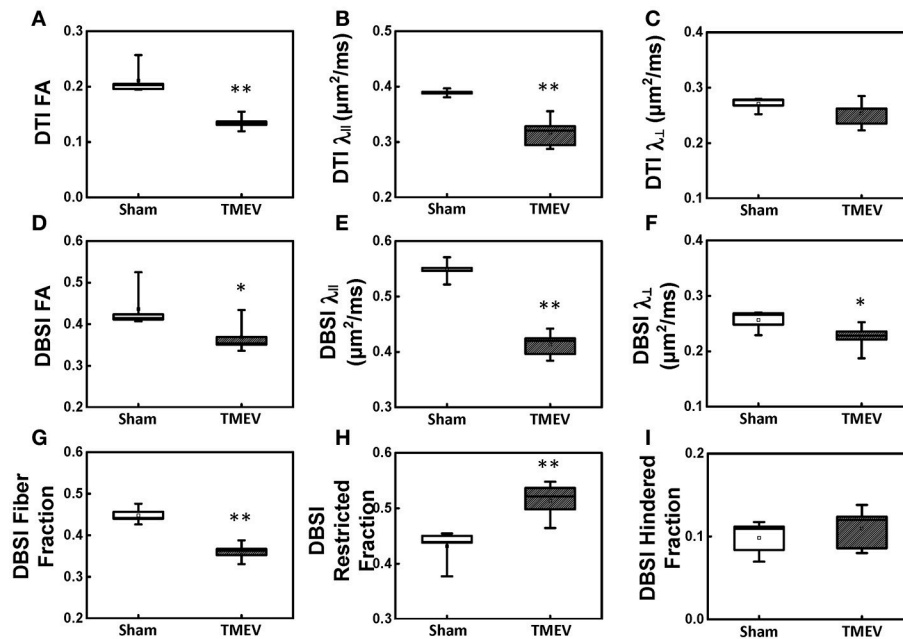 A
DTI FA
0.3
0.2
0.1
0.0
**
Sham
TMEV
B
DTI λ|| (μm²/ms)
0.5
0.4
0.3
0.2
**
Sham
TMEV
C
DTI λ⊥ (μm²/ms)
0.4
0.3
0.2
0.1
Sham
TMEV
D
DBSI FA
0.6
0.5
0.4
0.3
0.2
*
Sham
TMEV
E
DBSI λ||
(μm²/ms)
0.6
0.5
0.4
0.3
**
Sham
TMEV
F
DBSI λ⊥
(μm²/ms)
0.4
0.3
0.2
0.1
*
Sham
TMEV
G
DBSI Fiber
Fraction
0.6
0.5
0.4
0.3
0.2
**
Sham
TMEV
H
DBSI
Restricted
Fraction
0.6
0.5
0.4
0.3
**
Sham
TMEV
I
DBSI Hindered
Fraction
0.2
0.1
0.0
Sham
TMEV